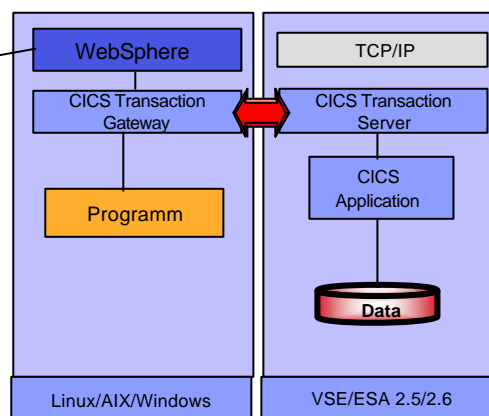 WebSphere
CICS Transaction
Gateway
Programm
Linux/AIX/Windows
TCP/IP
CICS Transaction
Server
CICS
Application
Data
VSE/ESA 2.5/2.6